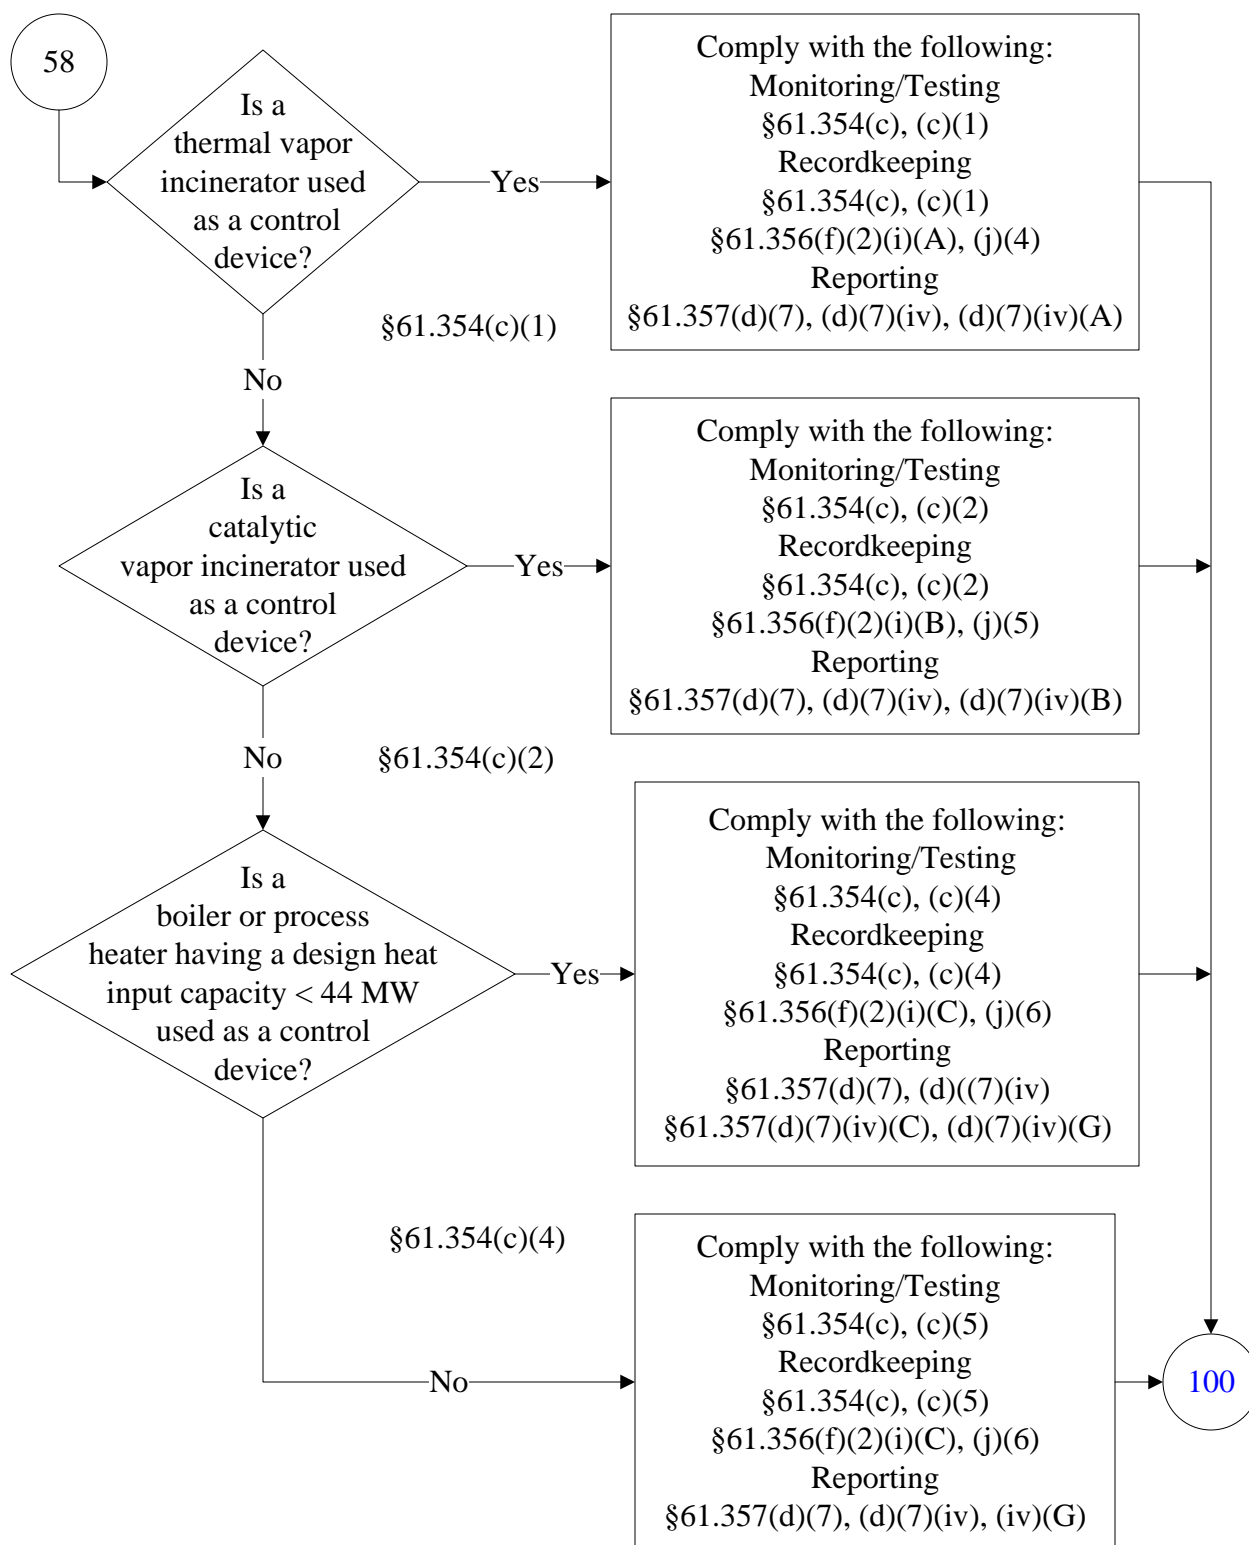 58
Is a
thermal vapor
incinerator used
as a control
device?
Yes
Comply with the following:
Monitoring/Testing
§61.354(c), (c)(1)
Recordkeeping
§61.354(c), (c)(1)
§61.356(f)(2)(i)(A), (j)(4)
Reporting
§61.357(d)(7), (d)(7)(iv), (d)(7)(iv)(A)
§61.354(c)(1)
No
Is a
catalytic
vapor incinerator used
as a control
device?
Yes
Comply with the following:
Monitoring/Testing
§61.354(c), (c)(2)
Recordkeeping
§61.354(c), (c)(2)
§61.356(f)(2)(i)(B), (j)(5)
Reporting
§61.357(d)(7), (d)(7)(iv), (d)(7)(iv)(B)
No
§61.354(c)(2)
Is a
boiler or process
heater having a design heat
input capacity < 44 MW
used as a control
device?
Yes
Comply with the following:
Monitoring/Testing
§61.354(c), (c)(4)
Recordkeeping
§61.354(c), (c)(4)
§61.356(f)(2)(i)(C), (j)(6)
Reporting
§61.357(d)(7), (d)((7)(iv)
§61.357(d)(7)(iv)(C), (d)(7)(iv)(G)
§61.354(c)(4)
No
Comply with the following:
Monitoring/Testing
§61.354(c), (c)(5)
Recordkeeping
§61.354(c), (c)(5)
§61.356(f)(2)(i)(C), (j)(6)
Reporting
§61.357(d)(7), (d)(7)(iv), (iv)(G)
100